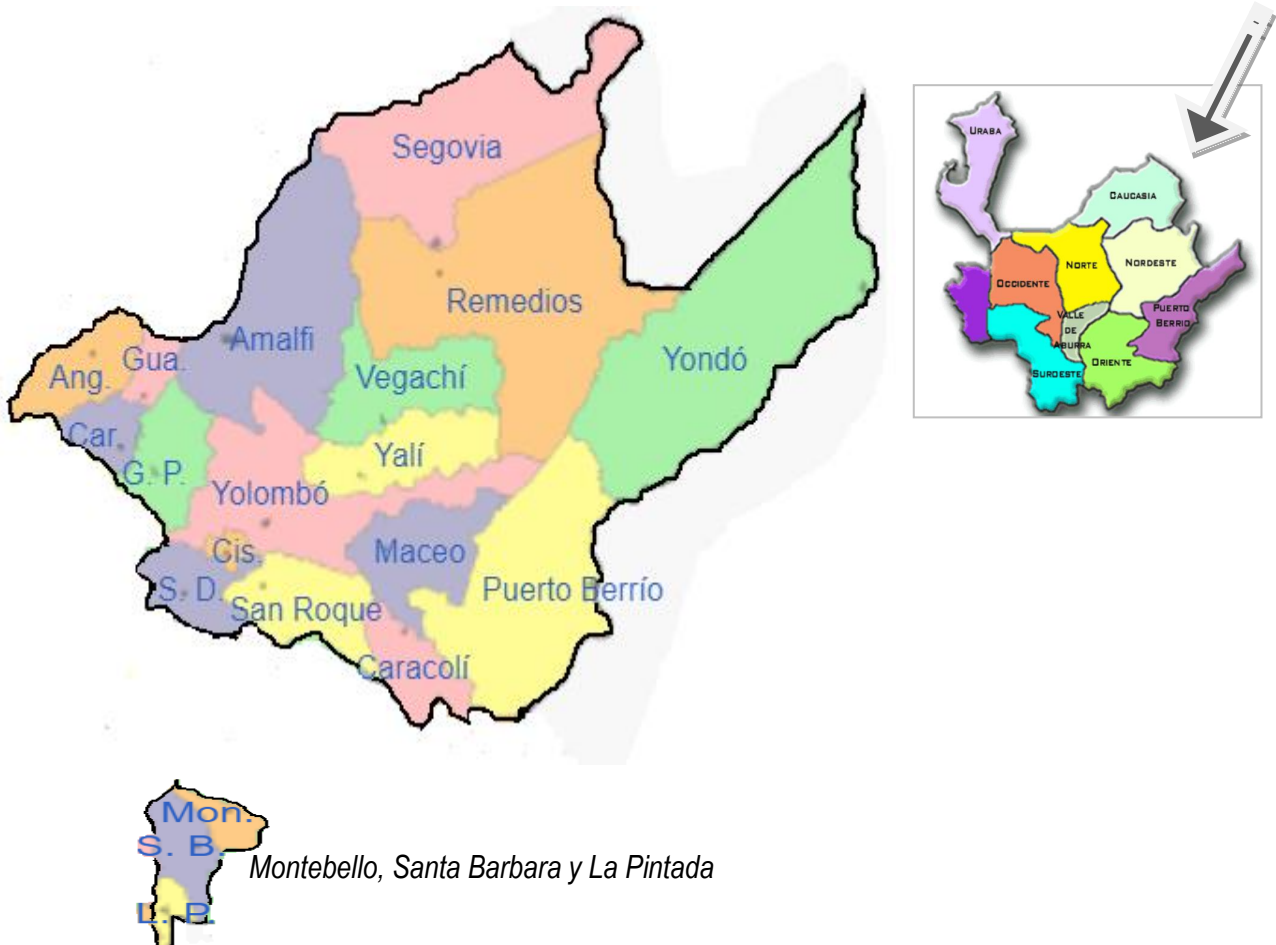 Segovia
Remedios
Amalfi
Yondó
Gua.
Ang.
Vegachí
Car.
Yalí
G. P.
Yolombó
Cis.
Maceo
S. D.
San Roque
Puerto Berrío
Caracolí
URABA
CAUCASIA
NORTE
NORDESTE
OCCIDENTE
VALLE
DE
ABURRA
PUERTO
BERRIO
ORIENTE
SUROESTE
Mon.
S. B.
L. P.
Montebello, Santa Barbara y La Pintada